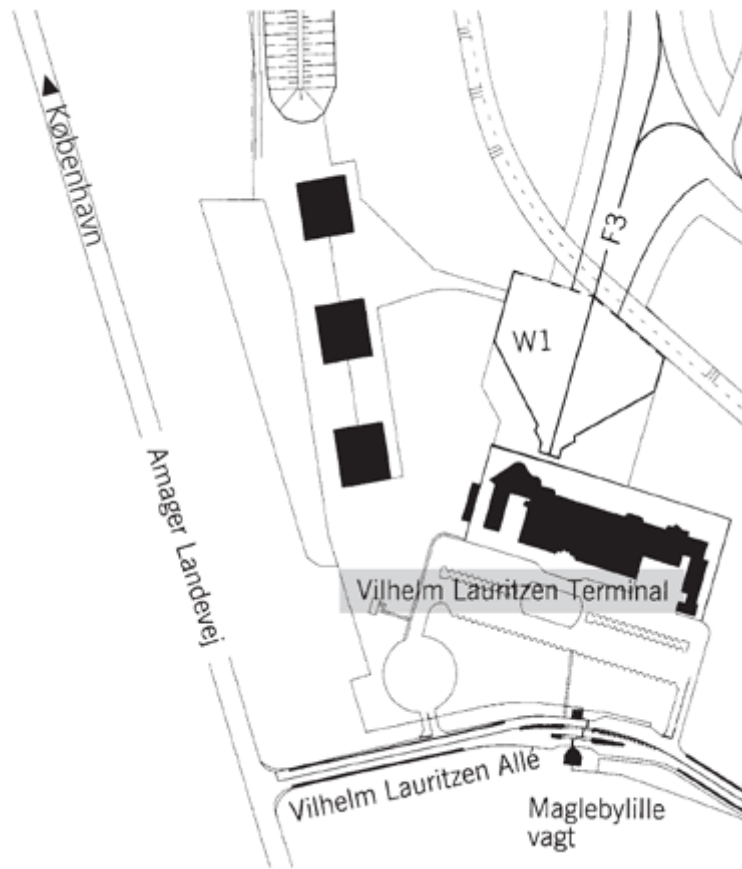 København
F3
W1
Amager Landevej
Vilhelm Lauritzen Terminal
Vilhelm Lauritzen Allé
Maglebylille
vagt